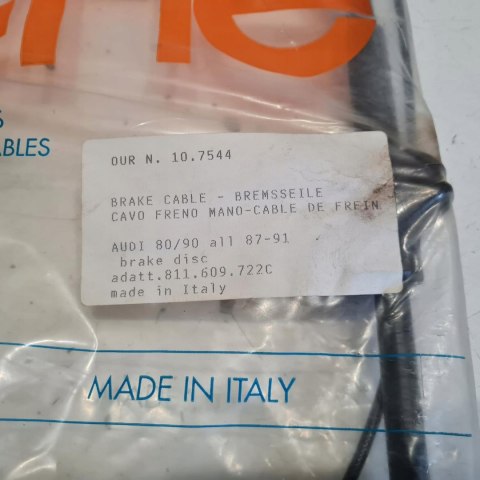 OUR N. 10.7544
BRAKE CABLE - BREMSSEILE
CAVO FRENO MANO-CABLE DE FREIN
AUDI 80/90 all 87-91
brake disc
adatt.811.609.722C
made in Italy
MADE IN ITALY